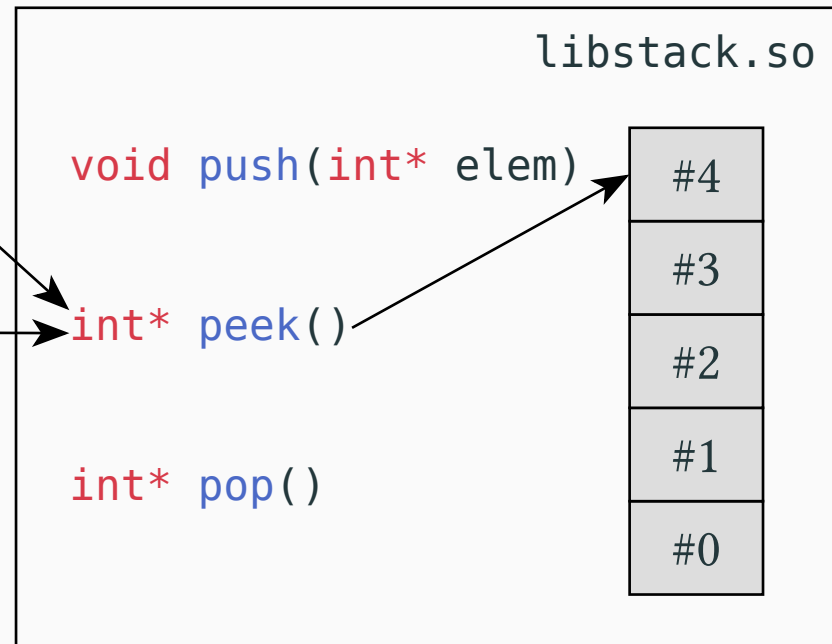 libstack.so
void push(int* elem)
int* peek()
int* pop()
#4
#3
#2
#1
#0